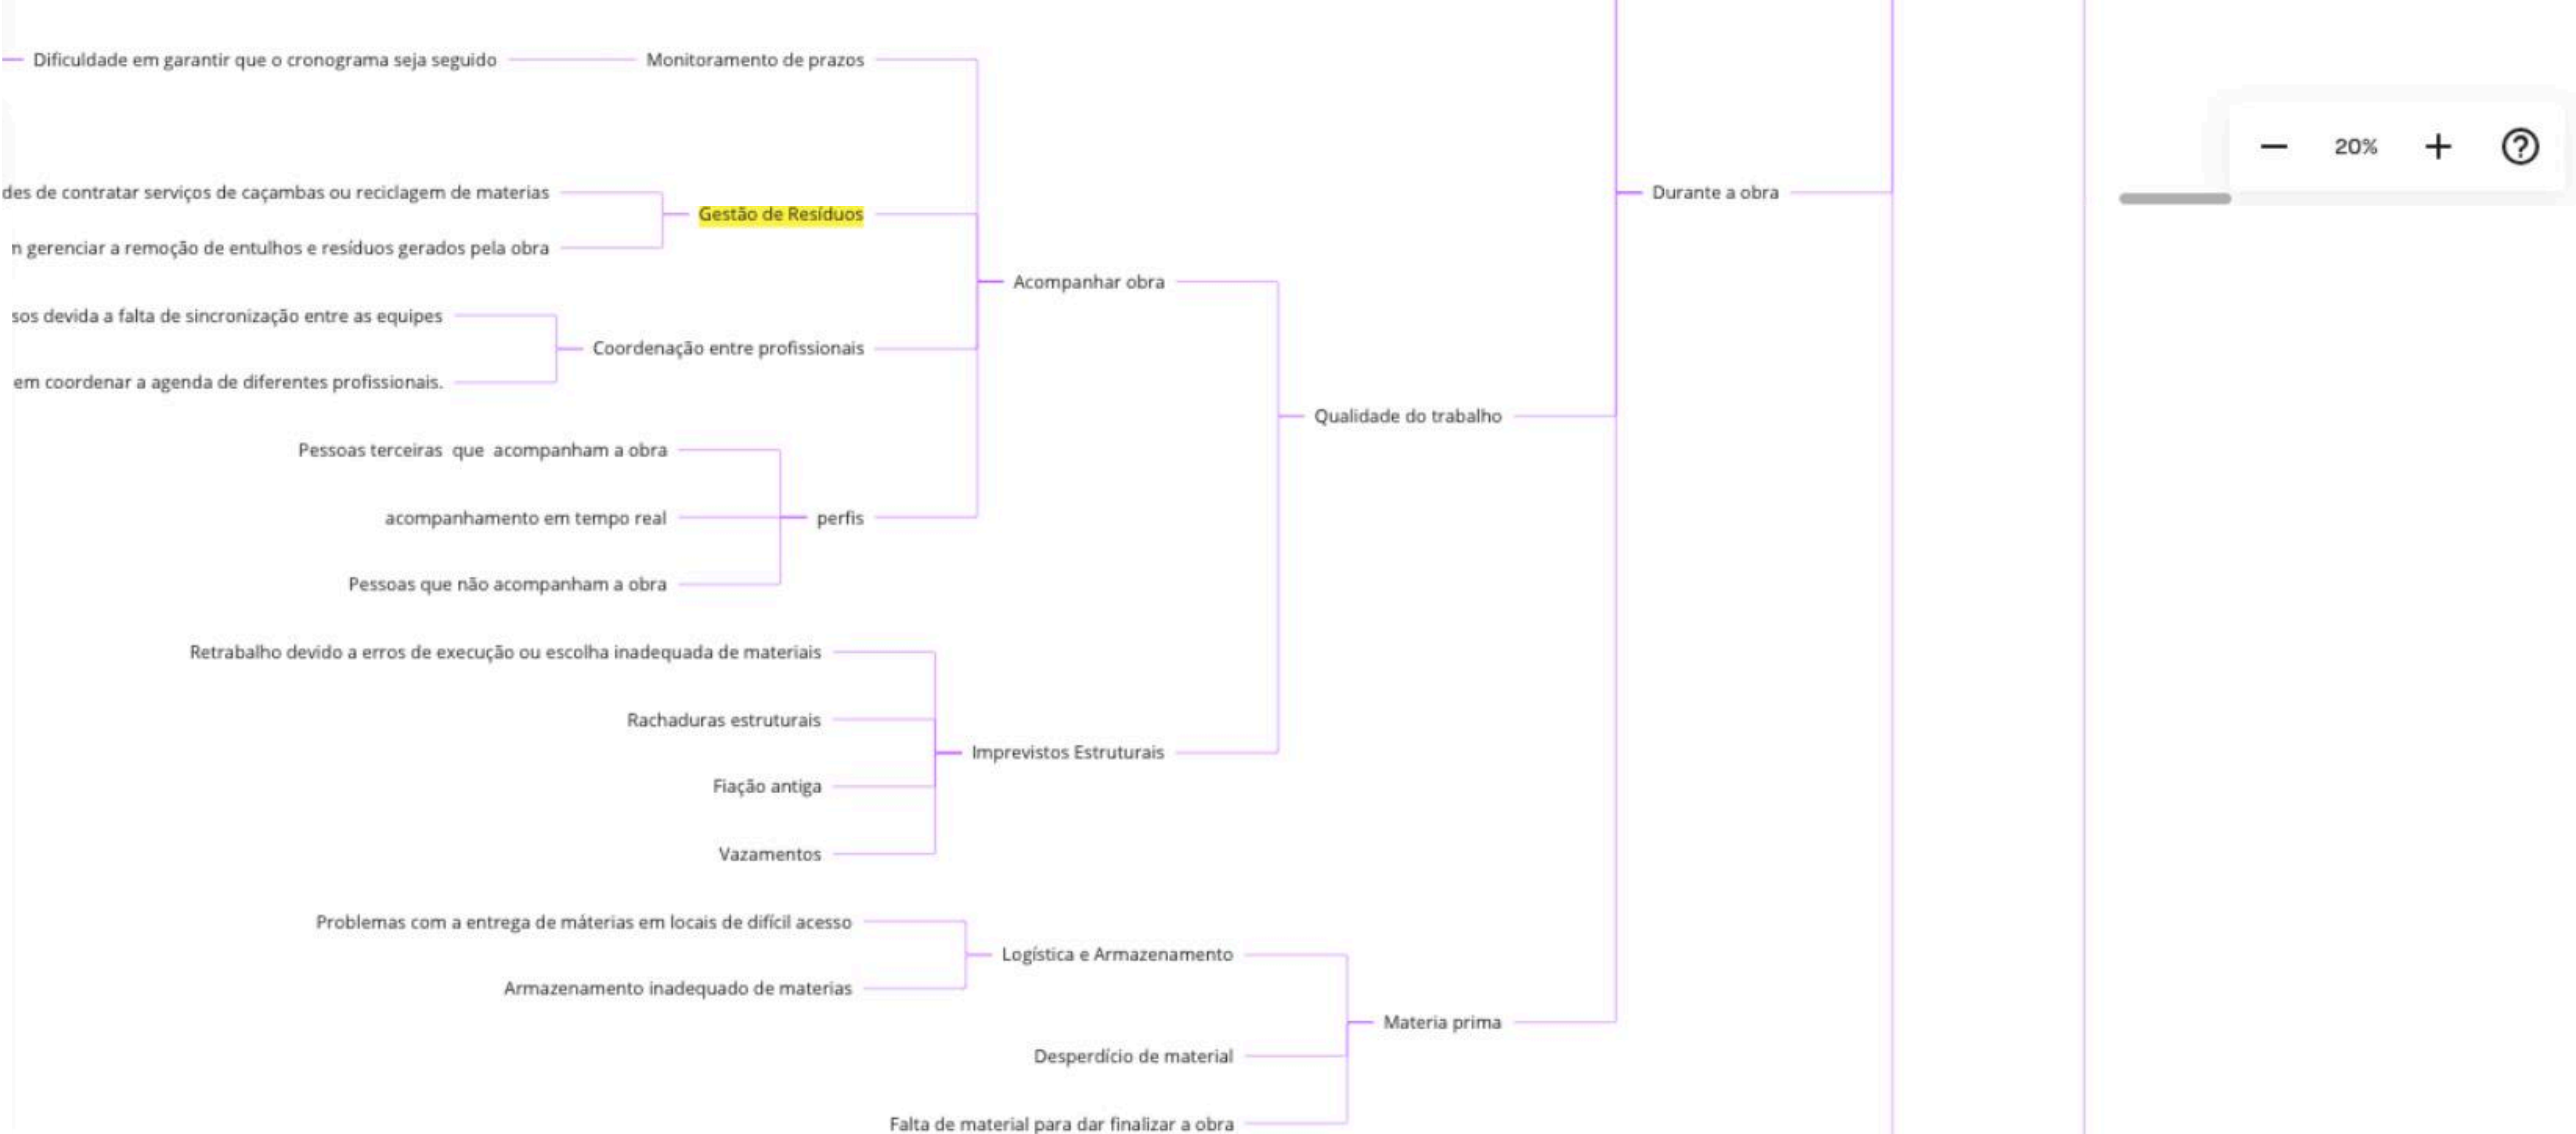 Dificuldade em garantir que o cronograma seja seguido
Monitoramento de prazos
20%
de contratar serviços de caçambas ou reciclagem de materias
Gestão de Resíduos
Durante a obra
gerenciar a remoção de entulhos e resíduos gerados pela obra
Acompanhar obra
devida a falta de sincronização entre as equipes
Coordenação entre profissionais
em coordenar a agenda de diferentes profissionais.
Qualidade do trabalho
Pessoas terceiras que acompanham a obra
acompanhamento em tempo real
perfis
Pessoas que não acompanham a obra
Retrabalho devido a erros de execução ou escolha inadequada de materiais
Rachaduras estruturais
Imprevistos Estruturais
Fiação antiga
Vazamentos
Problemas com a entrega de máterias em locais de difícil acesso
Logística e Armazenamento
Armazenamento inadequado de materias
Materia prima
Desperdício de material
Falta de material para dar finalizar a obra